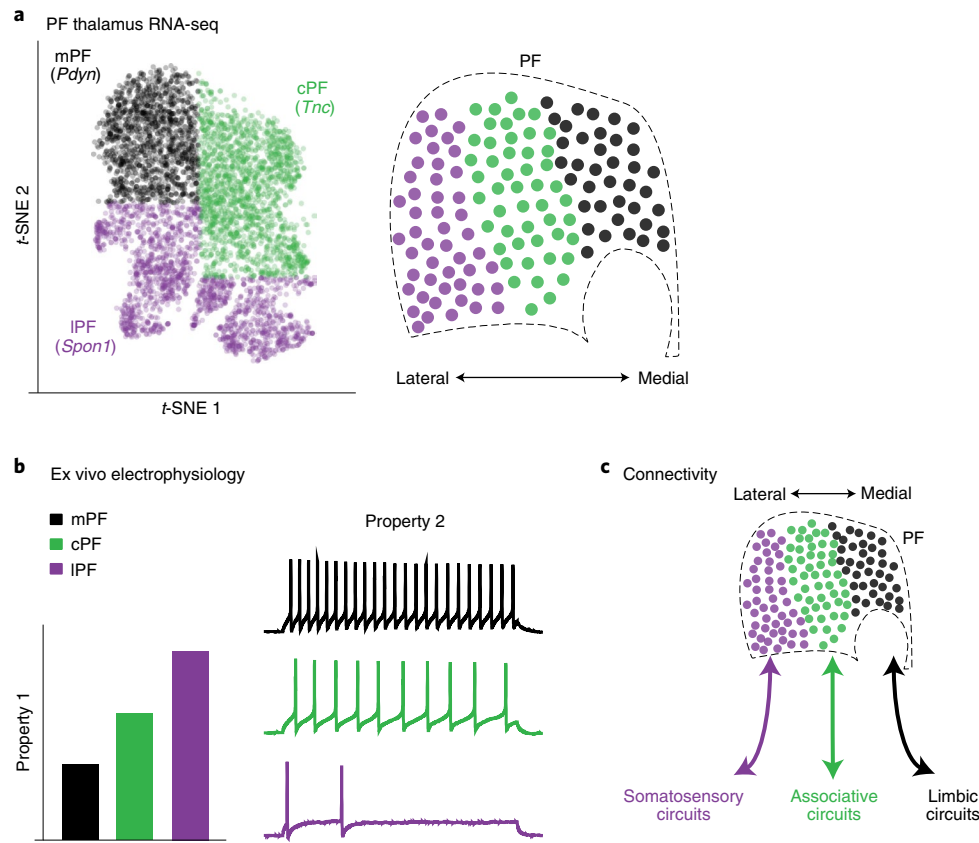 a
PF thalamus RNA-seq
mPF
(Pdyn)
cPF
(Tnc)
lPF
(Spon1)
t-SNE 2
t-SNE 1
PF
Lateral
Medial
b
Ex vivo electrophysiology
mPF
cPF
lPF
Property 1
Property 2
c
Connectivity
Lateral
Medial
PF
Somatosensory
circuits
Associative
circuits
Limbic
circuits